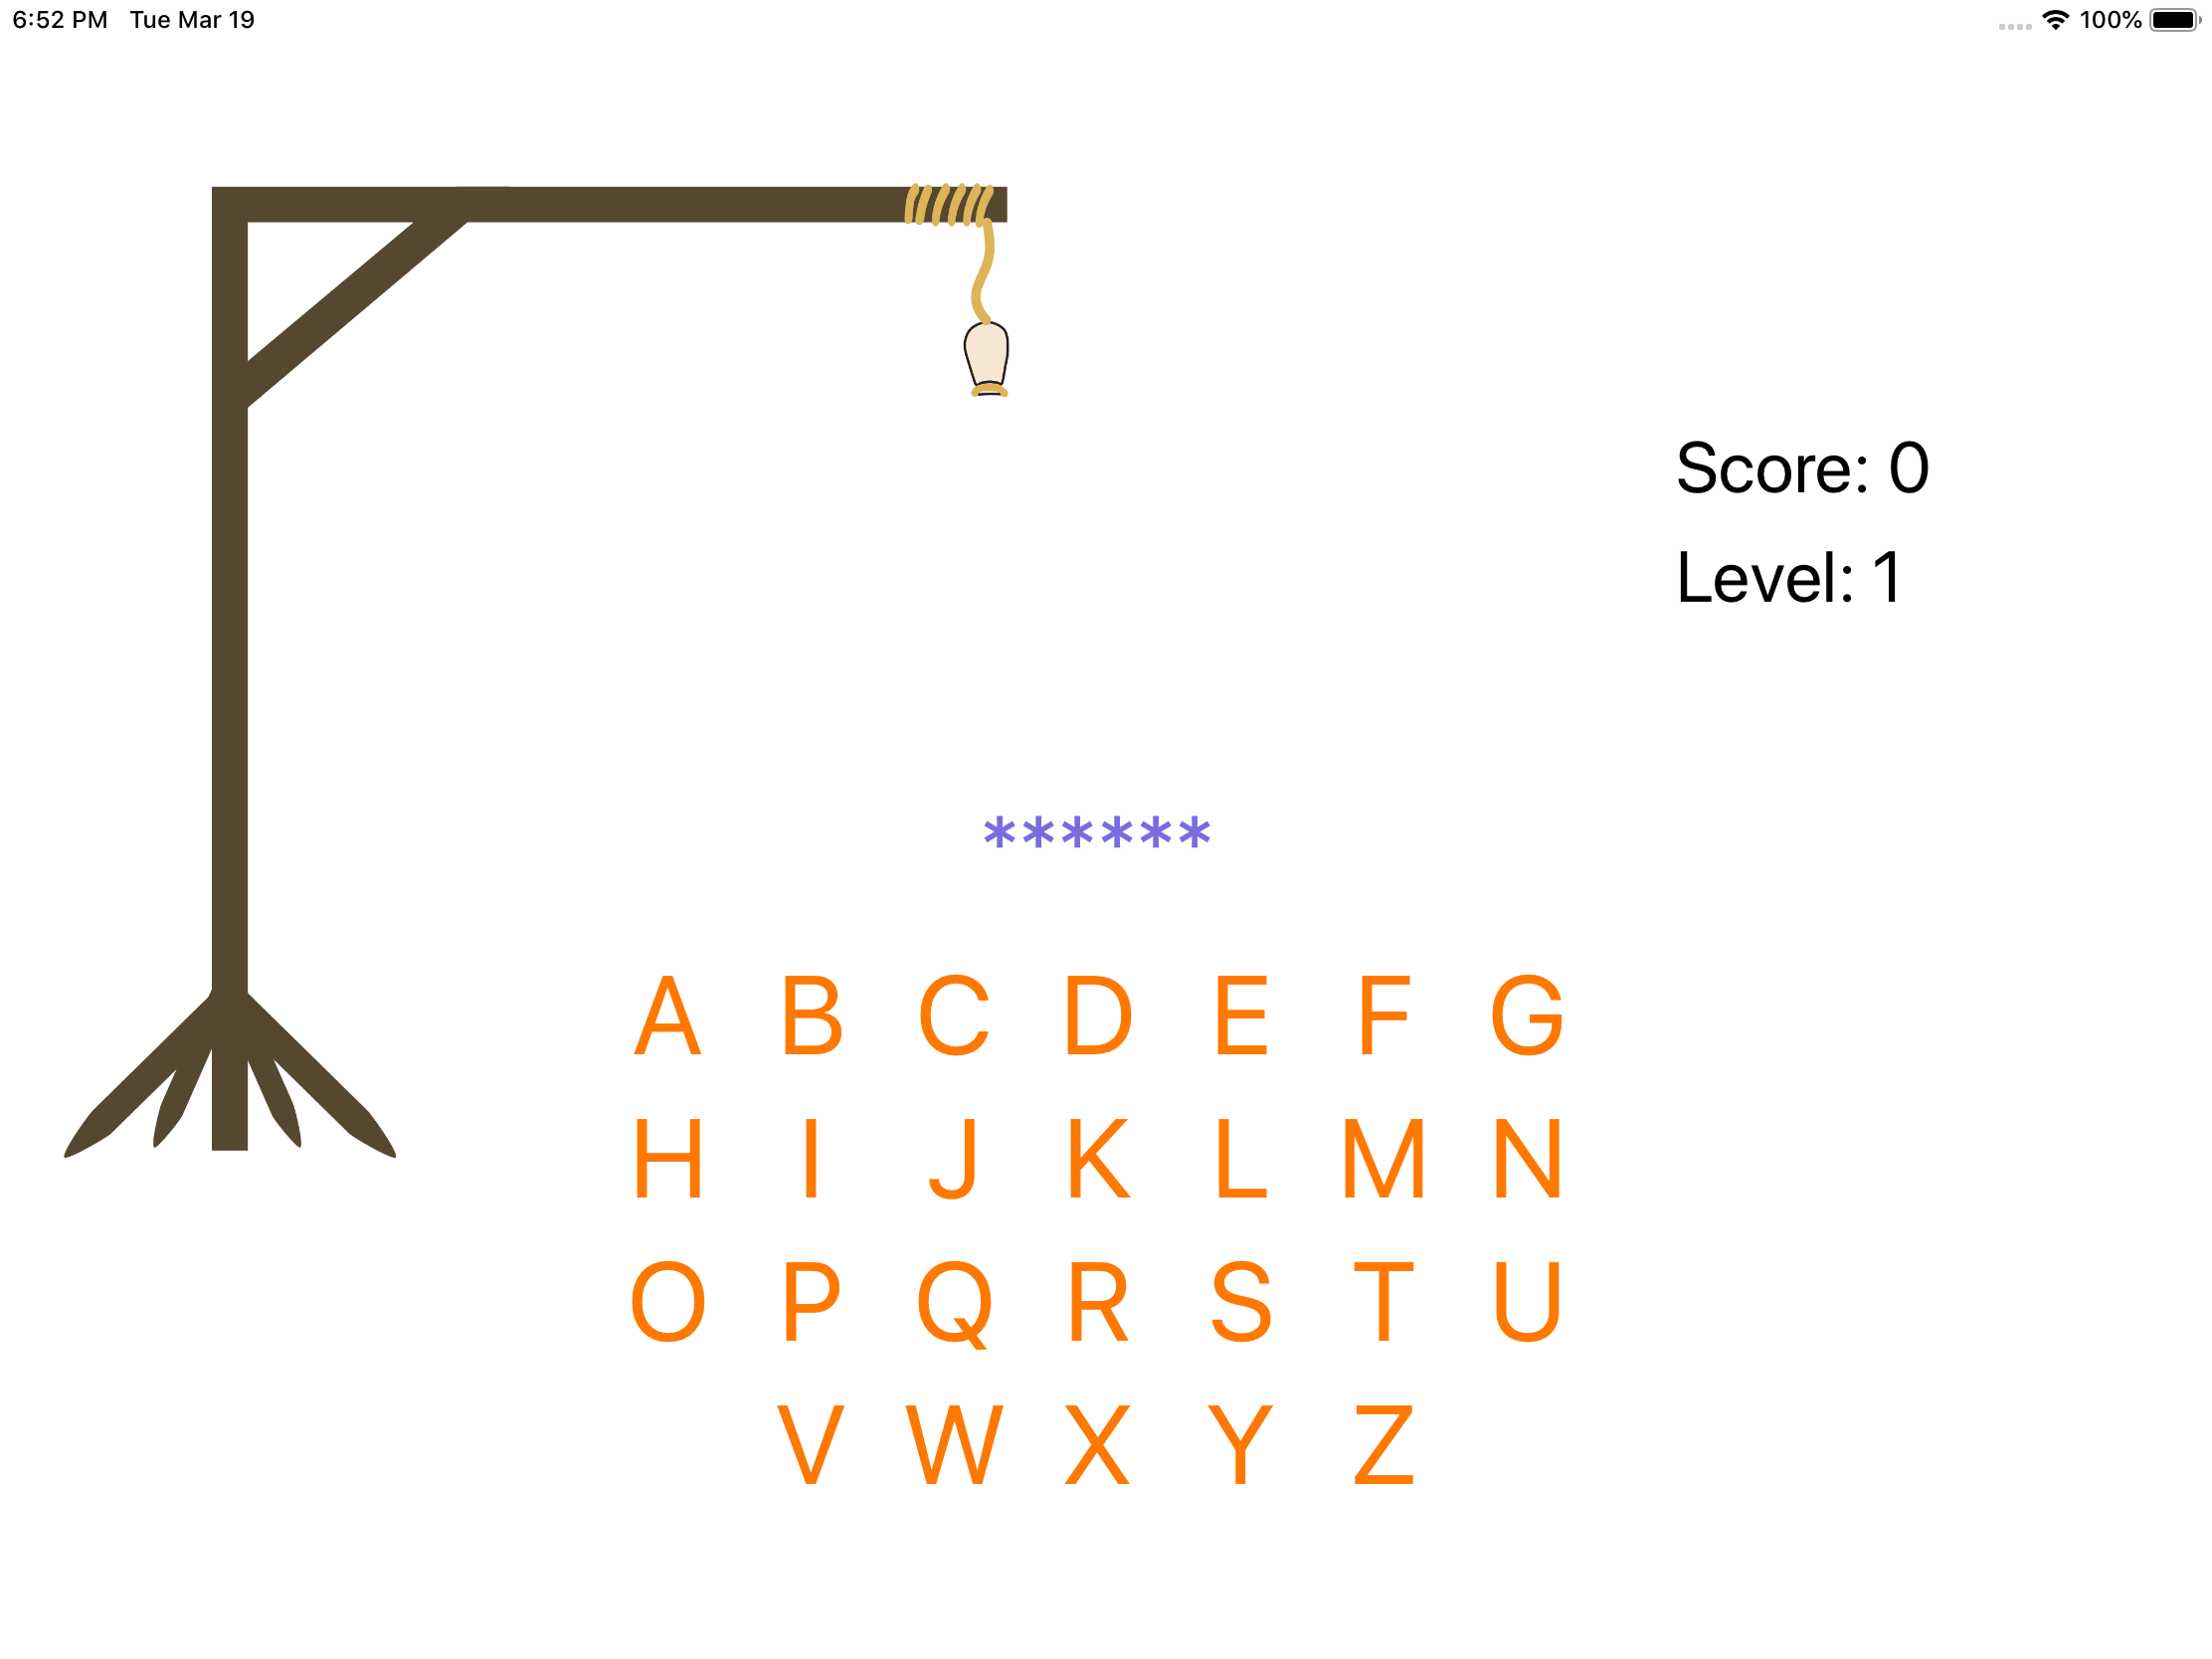 6:52 PM Tue Mar 19 100%
Score: 0
Level: 1
******
A B C D E F G
H I J K L M N
O P Q R S T U
V W X Y Z